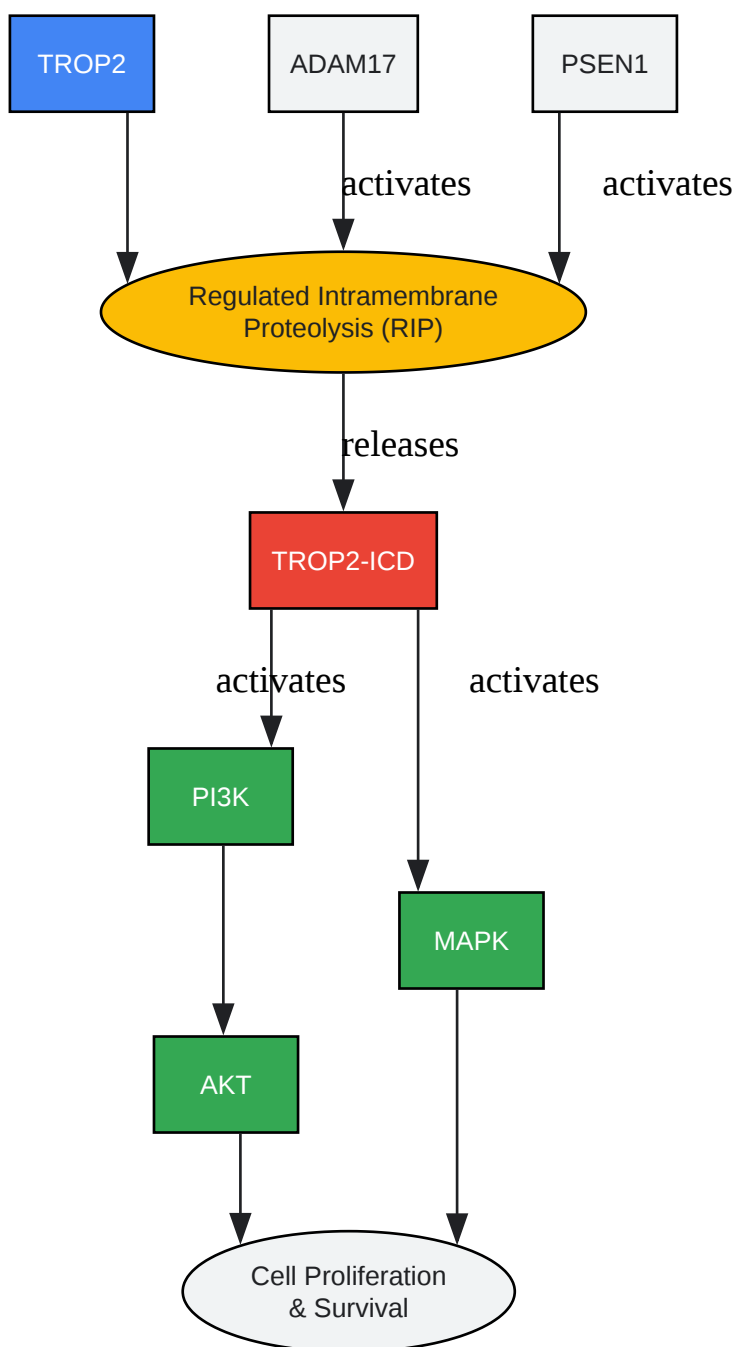 TROP2
ADAM17
PSEN1
activates
activates
Regulated Intramembrane
Proteolysis (RIP)
releases
TROP2-ICD
activates
activates
PI3K
MAPK
AKT
Cell Proliferation
& Survival